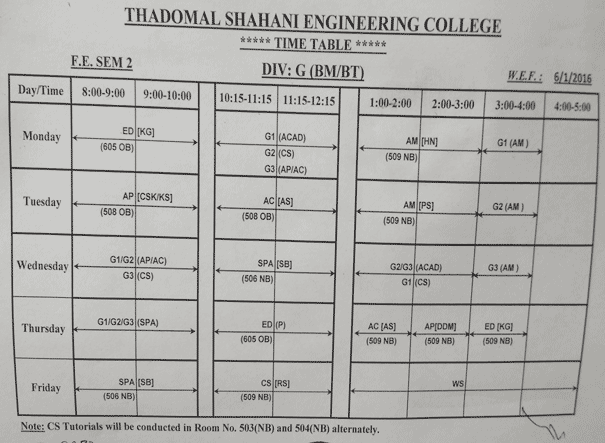 THADOMAL SHAHANI ENGINEERING COLLEGE
***** TIME TABLE *****
F.E. SEM 2 DIV: G (BM/BT) W.E.F.: 6/1/2016
Day/Time 8:00-9:00 9:00-10:00 10:15-11:15 11:15-12:15 1:00-2:00 2:00-3:00 3:00-4:00 4:00-5:00
Monday ED [KG] (605 OB) G1 (ACAD) G2 (CS) G3 (AP/AC) AM [HN] (509 NB) G1 (AM)
Tuesday AP [CSK/KS] (508 OB) AC [AS] (508 OB) AM [PS] (509 NB) G2 (AM)
Wednesday G1/G2 (AP/AC) G3 (CS) SPA [SB] (506 NB) G2/G3 (ACAD) G1 (CS) G3 (AM)
Thursday G1/G2/G3 (SPA) ED (P) (605 OB) AC [AS] (509 NB) AP[DDM] (509 NB) ED [KG] (509 NB)
Friday SPA [SB] (506 NB) CS [RS] (509 NB) WS
Note: CS Tutorials will be conducted in Room No. 503(NB) and 504(NB) alternately.